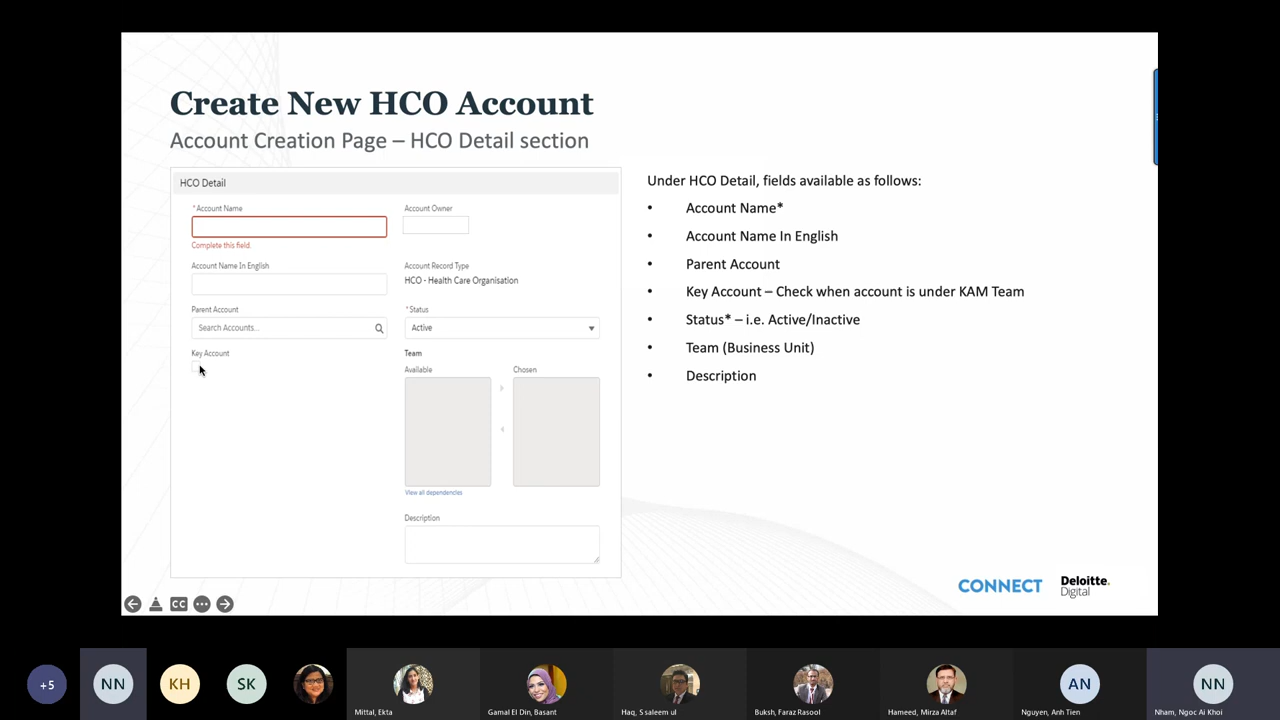 Create New HCO Account
Account Creation Page – HCO Detail section
HCO Detail
*Account Name
Complete this field.
Account Name In English
Parent Account
Search Accounts...
Key Account
Account Owner
Account Record Type
HCO - Health Care Organisation
*Status
Active
Team
Available
Chosen
View all dependencies
Description
Under HCO Detail, fields available as follows:
• Account Name*
• Account Name In English
• Parent Account
• Key Account – Check when account is under KAM Team
• Status* – i.e. Active/Inactive
• Team (Business Unit)
• Description
CONNECT
Deloitte.
Digital
CC
+5
NN
KH
SK
Mittal, Ekta
Gamal El Din, Basant
Haq, S saleem ul
Buksh, Faraz Rasool
Hameed, Mirza Altaf
AN
Nguyen, Anh Tien
NN
Nham, Ngoc Ai Khoi